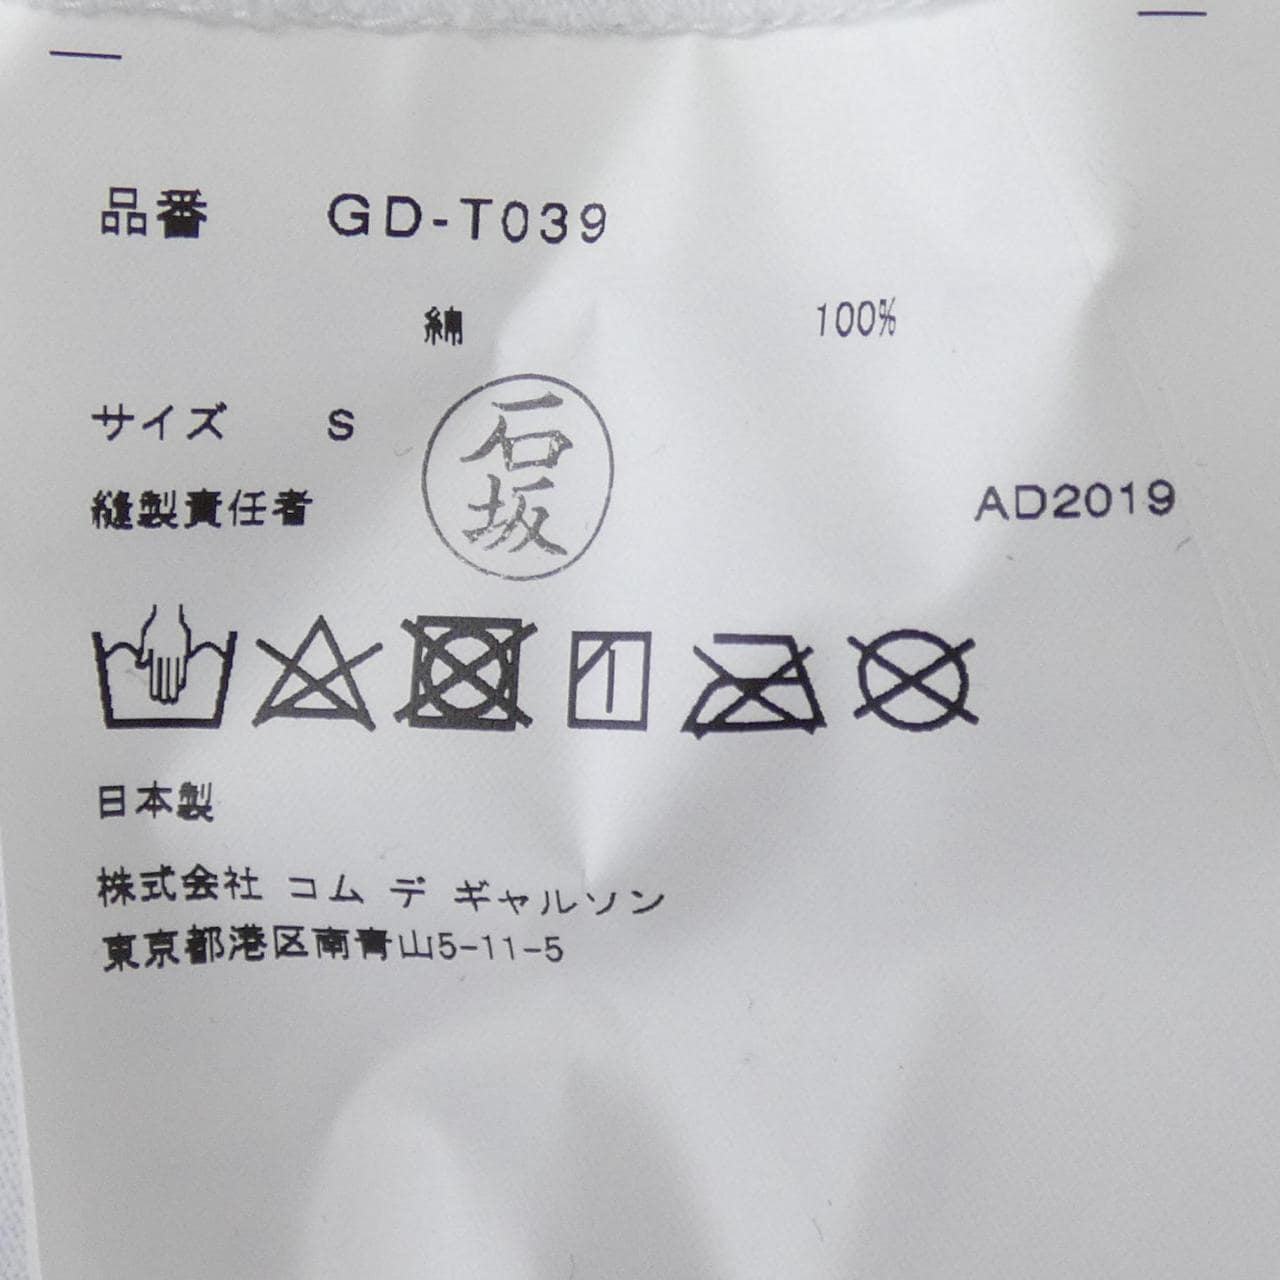 品番 GD-T039
綿 100%
サイズ S
石坂
縫製責任者 AD2019
1
日本製
株式会社 コム デ ギャルソン
東京都港区南青山5-11-5